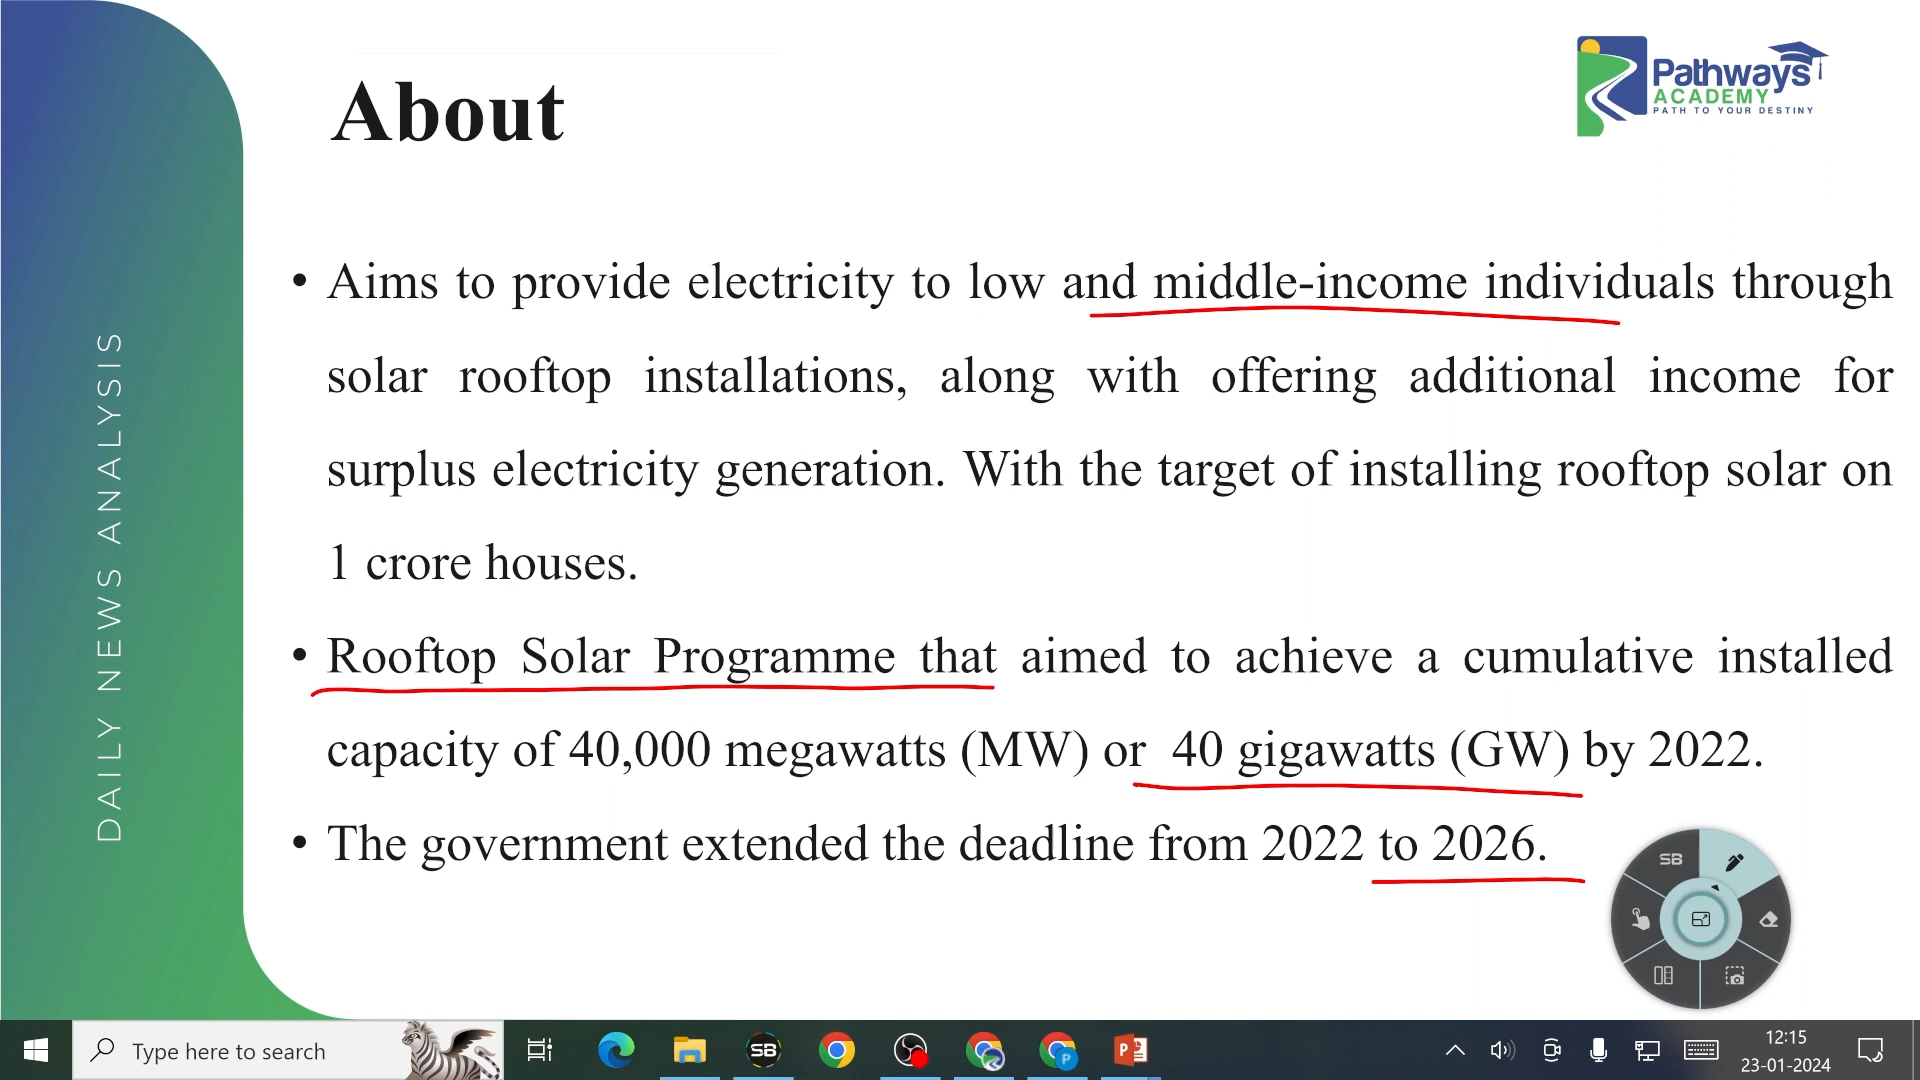 About
Pathways
ACADEMY
PATH TO YOUR DESTINY
DAILY NEWS ANALYSIS
• Aims to provide electricity to low and middle-income individuals through
solar rooftop installations, along with offering additional income for
surplus electricity generation. With the target of installing rooftop solar on
1 crore houses.
• Rooftop Solar Programme that aimed to achieve a cumulative installed
capacity of 40,000 megawatts (MW) or 40 gigawatts (GW) by 2022.
• The government extended the deadline from 2022 to 2026.
SB
Type here to search
SB
P
P
12:15
23-01-2024